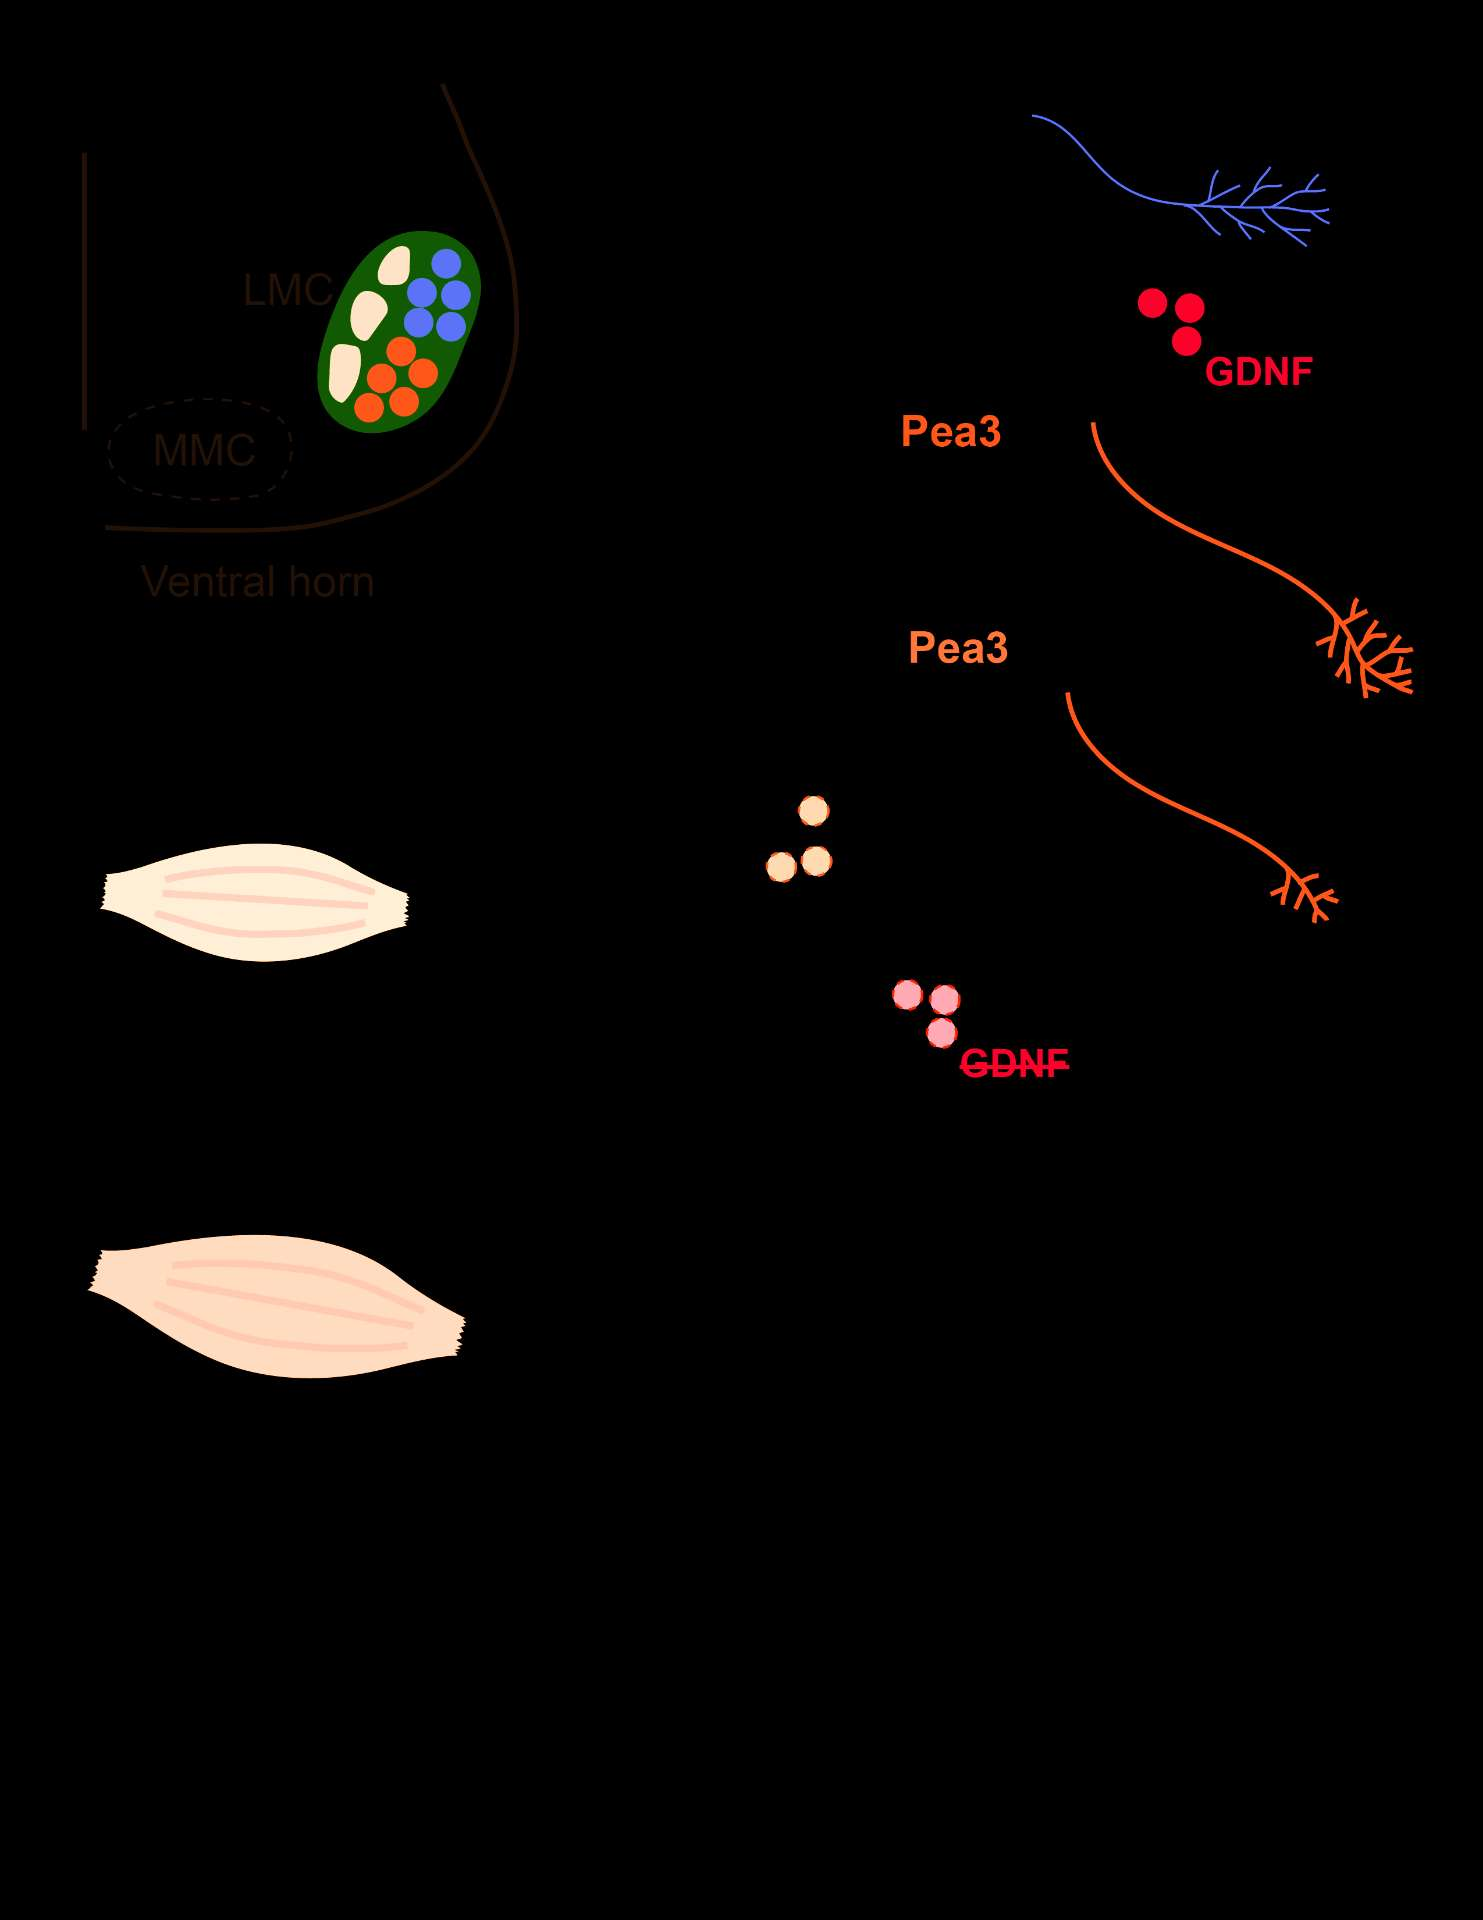 LMC
MMC
Ventral horn
GDNF
Pea3
Pea3
GDNF